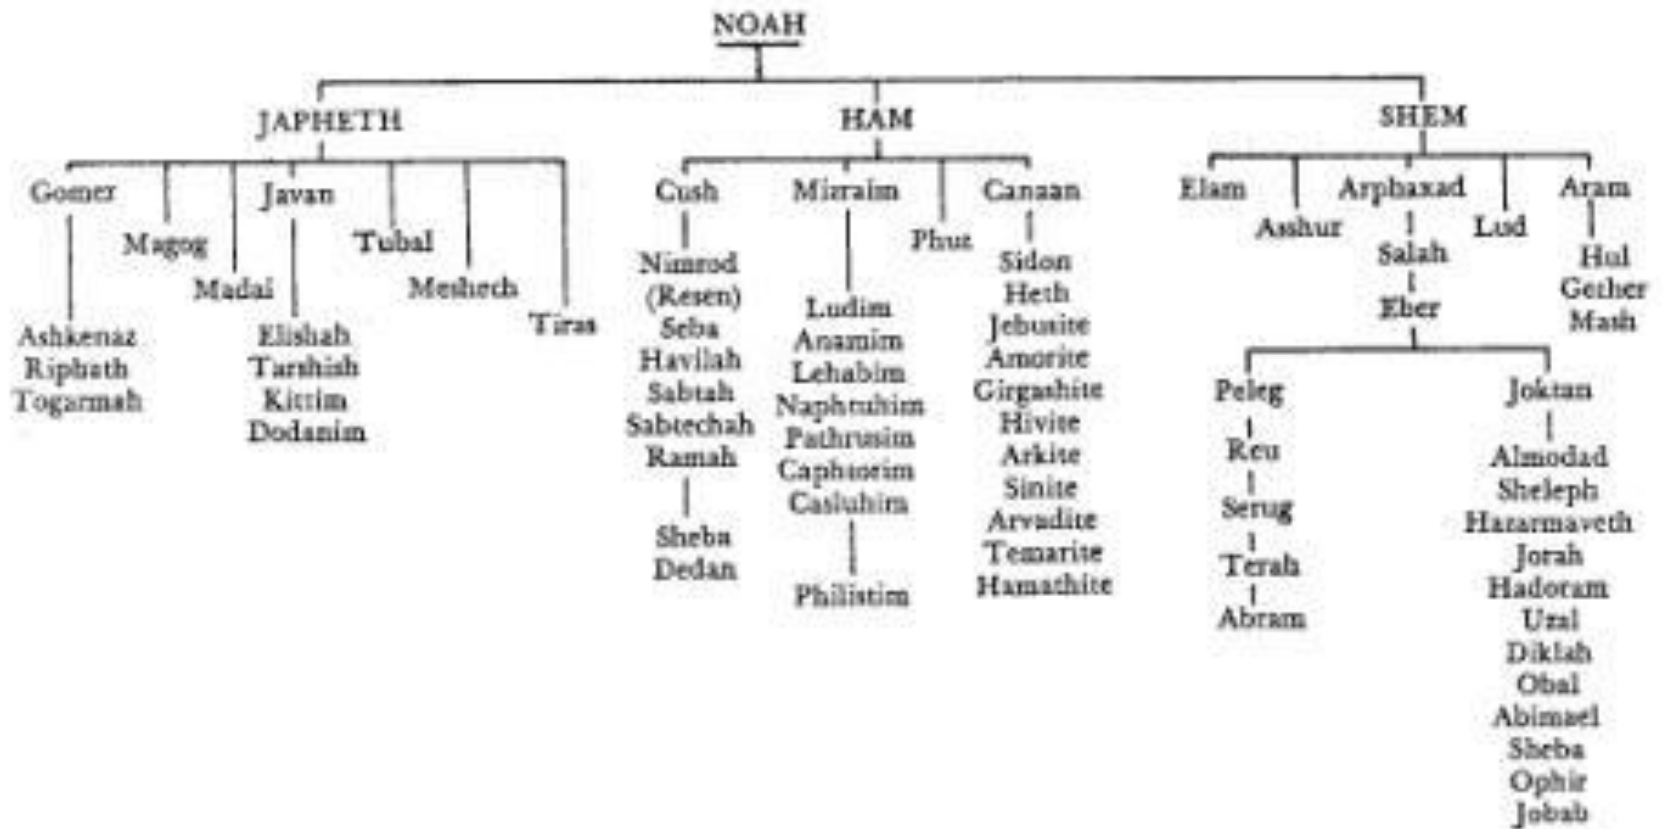 NOAH
JAPHETH HAM SHEM
Gomer Javan Cush Mizraim Canaan Elam Arphaxad Aram
Magog Tubal Phut Asshur Lud
Madai Meshech
Tiras
Ashkenaz
Riphath
Togarmah
Elishah
Tarshish
Kittim
Dodanim
Nimrod
(Resen)
Seba
Havilah
Sabtah
Sabtechah
Ramah
Sheba
Dedan
Ludim
Anamim
Lehabim
Naphtuhim
Pathrusim
Caphtorim
Casluhim
Philistim
Sidon
Heth
Jebusite
Amorite
Girgashite
Hivite
Arkite
Sinite
Arvadite
Temarite
Hamathite
Salah
Eber
Hul
Gether
Mash
Peleg
Reu
Serug
Terah
Abram
Joktan
Almodad
Sheleph
Hazarmaveth
Jorah
Hadoram
Uzal
Diklah
Obal
Abimael
Sheba
Ophir
Jobab